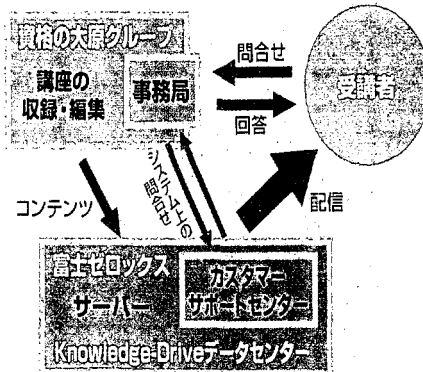 資格の大原グループ
講座の
収録・編集
事務局
問合せ
回答
受講者
コンテンツ
システム上の
問合せ
配信
富士ゼロックス
サーバー
カスタマー
サポートセンター
Knowledge-Driveデータセンター